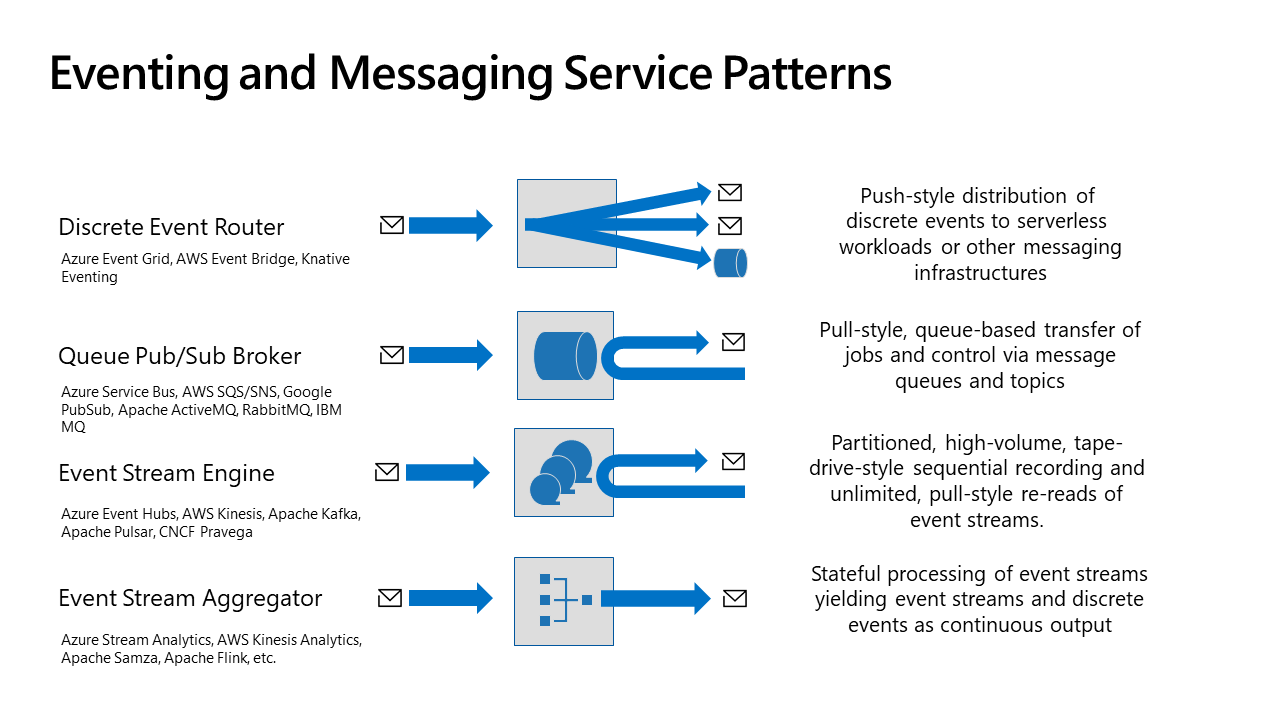 Eventing and Messaging Service Patterns
Discrete Event Router
Azure Event Grid, AWS Event Bridge, Knative
Eventing
Push-style distribution of
discrete events to serverless
workloads or other messaging
infrastructures
Queue Pub/Sub Broker
Azure Service Bus, AWS SQS/SNS, Google
PubSub, Apache ActiveMQ, RabbitMQ, IBM
MQ
Pull-style, queue-based transfer of
jobs and control via message
queues and topics
Event Stream Engine
Azure Event Hubs, AWS Kinesis, Apache Kafka,
Apache Pulsar, CNCF Pravega
Partitioned, high-volume, tape-
drive-style sequential recording and
unlimited, pull-style re-reads of
event streams.
Event Stream Aggregator
Azure Stream Analytics, AWS Kinesis Analytics,
Apache Samza, Apache Flink, etc.
Stateful processing of event streams
yielding event streams and discrete
events as continuous output